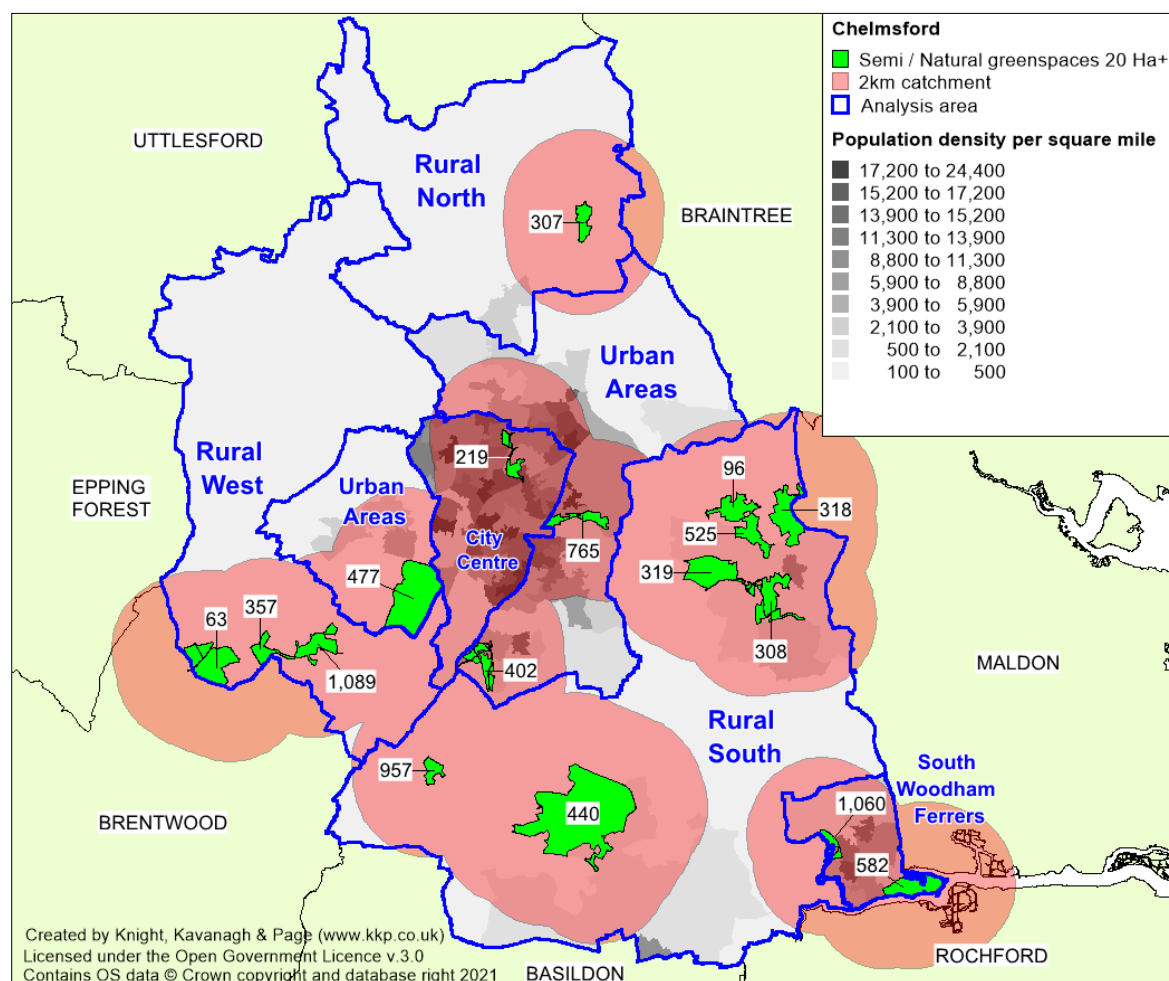 Chelmsford
Semi / Natural greenspaces 20 Ha+
2km catchment
Analysis area
Population density per square mile
17,200 to 24,400
15,200 to 17,200
13,900 to 15,200
11,300 to 13,900
8,800 to 11,300
5,900 to 8,800
3,900 to 5,900
2,100 to 3,900
500 to 2,100
100 to 500
UTTLESFORD
Rural
North
BRAINTREE
307
Urban
Areas
Rural
West
EPPING
FOREST
219
Urban
Areas
City
Centre
96
318
525
765
319
477
63
357
1,089
402
308
MALDON
Rural
South
957
440
South
Woodham
Ferrers
1,060
582
BRENTWOOD
ROCHFORD
BASILDON
Created by Knight, Kavanagh & Page (www.kkp.co.uk)
Licensed under the Open Government Licence v.3.0
Contains OS data © Crown copyright and database right 2021